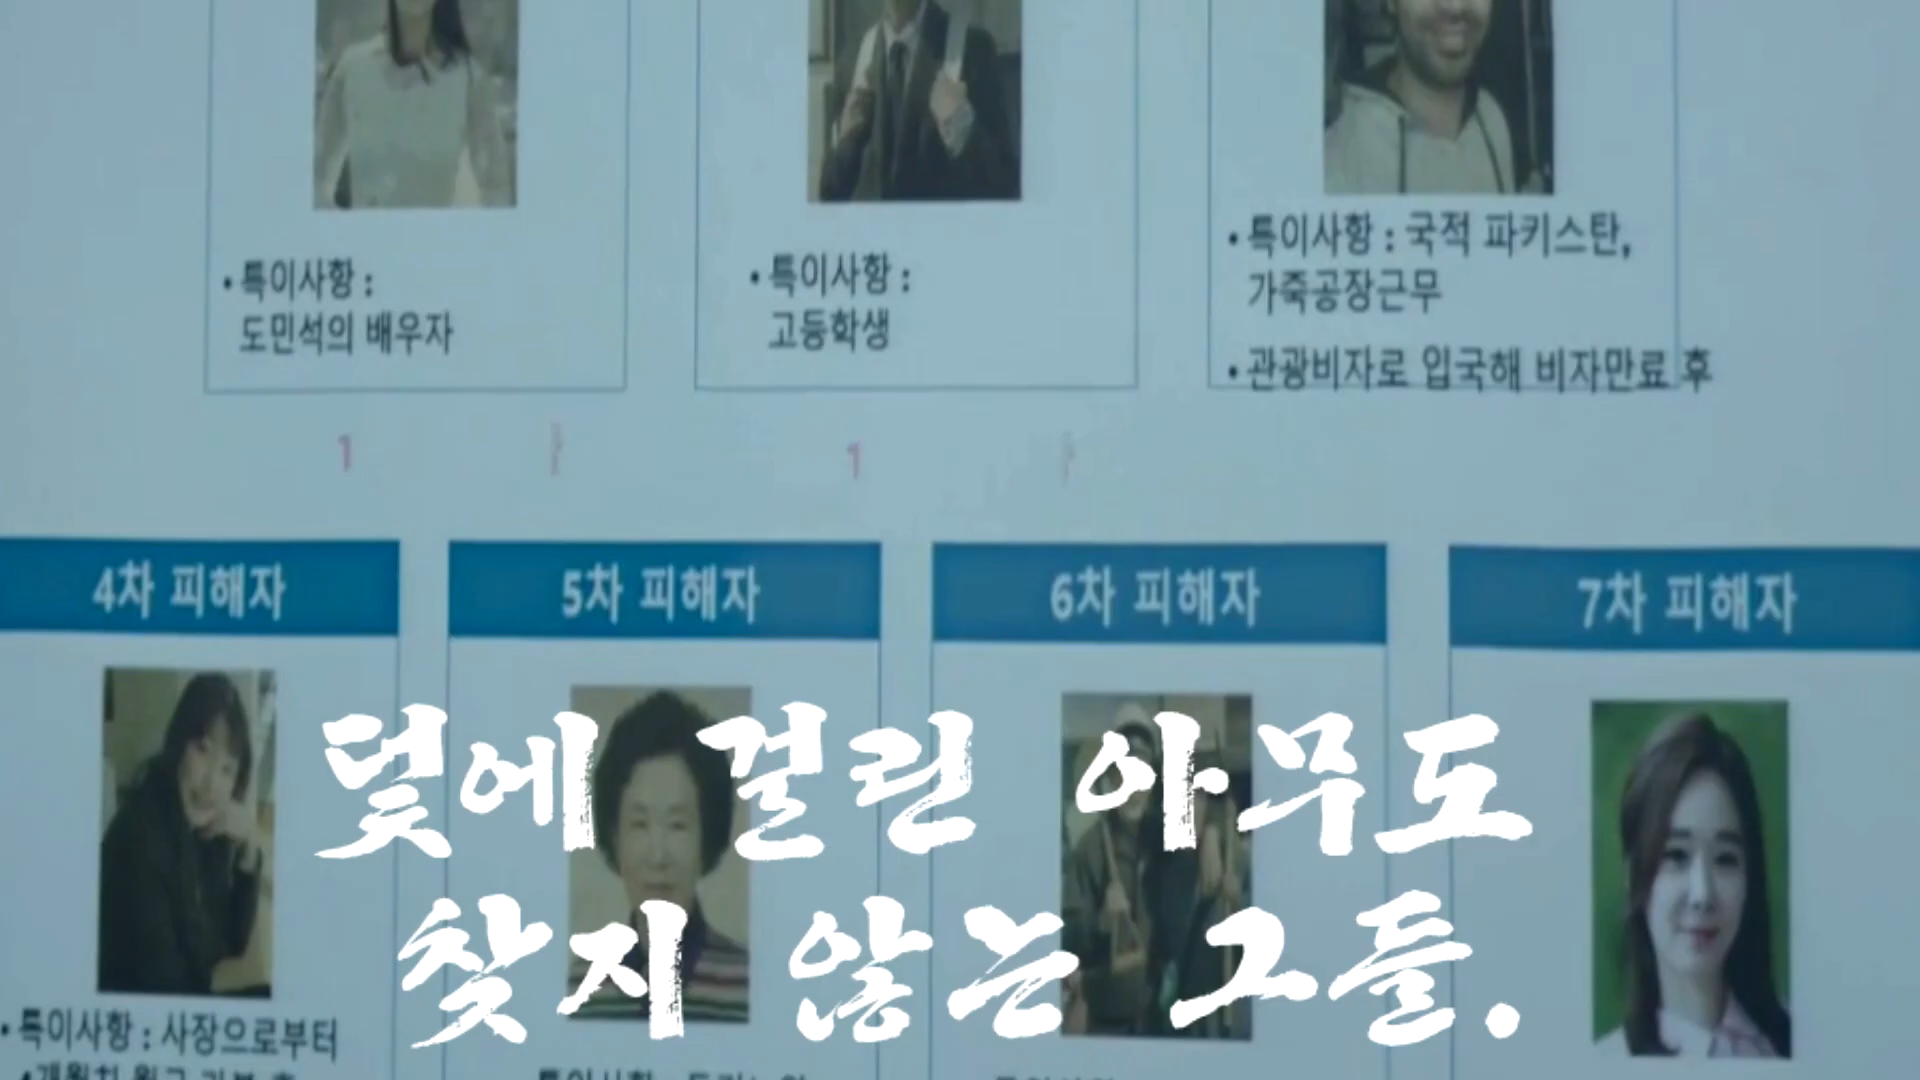 • 특이사항 :
도민석의 배우자
• 특이사항 :
고등학생
• 특이사항 : 국적 파키스탄,
가죽공장근무
• 관광비자로 입국해 비자만료 후
4차 피해자
5차 피해자
6차 피해자
7차 피해자
덫에 걸린 아무도
찾지 않는 그들.
• 특이사항 : 사장으로부터